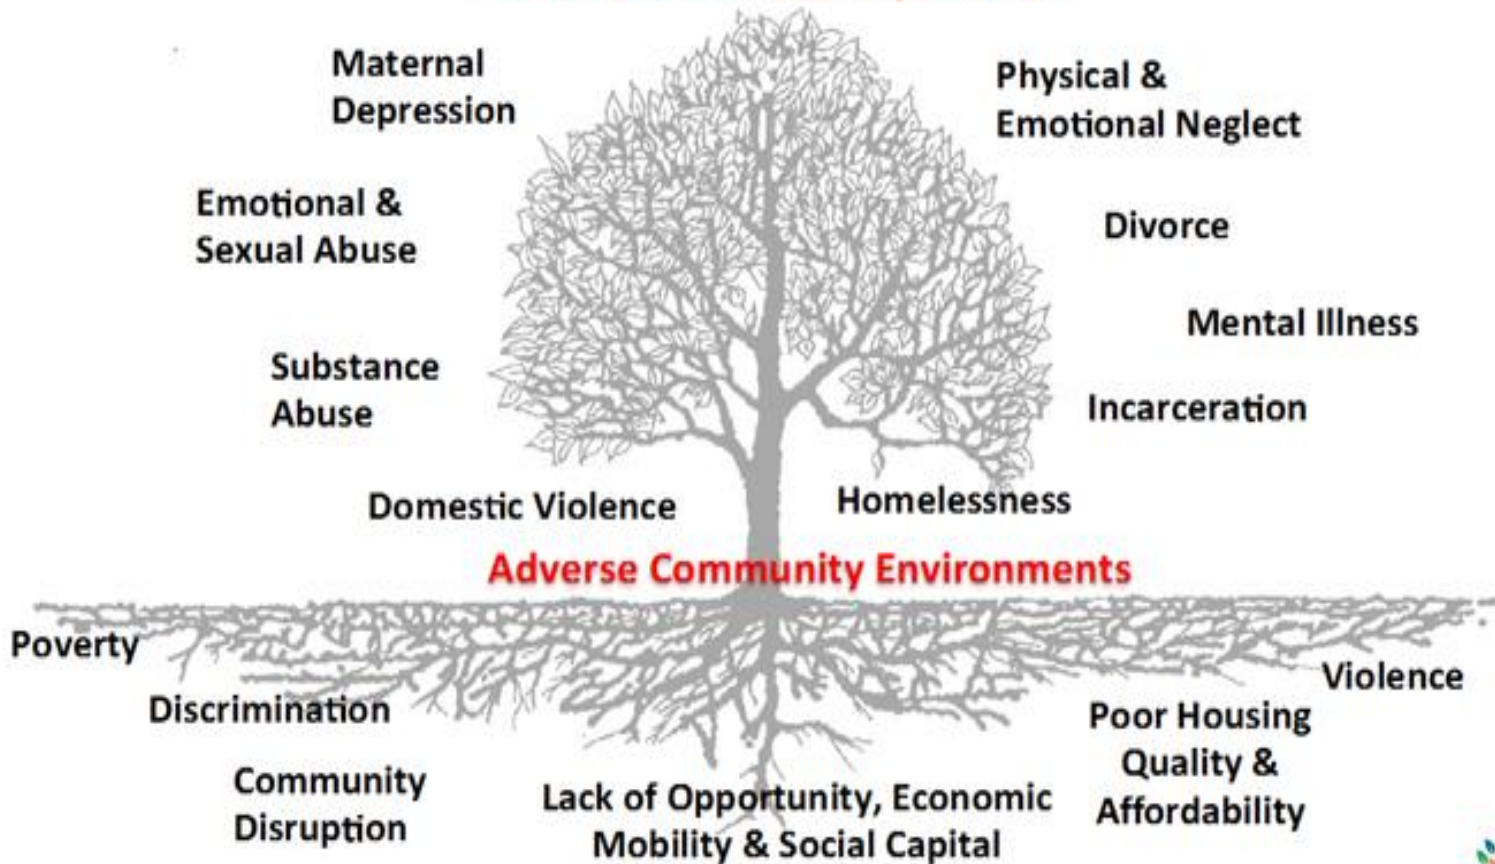 Maternal
Depression
Physical &
Emotional Neglect
Emotional &
Sexual Abuse
Divorce
Mental Illness
Substance
Abuse
Incarceration
Domestic Violence
Homelessness
Adverse Community Environments
Poverty
Violence
Discrimination
Poor Housing
Quality &
Affordability
Community
Disruption
Lack of Opportunity, Economic
Mobility & Social Capital